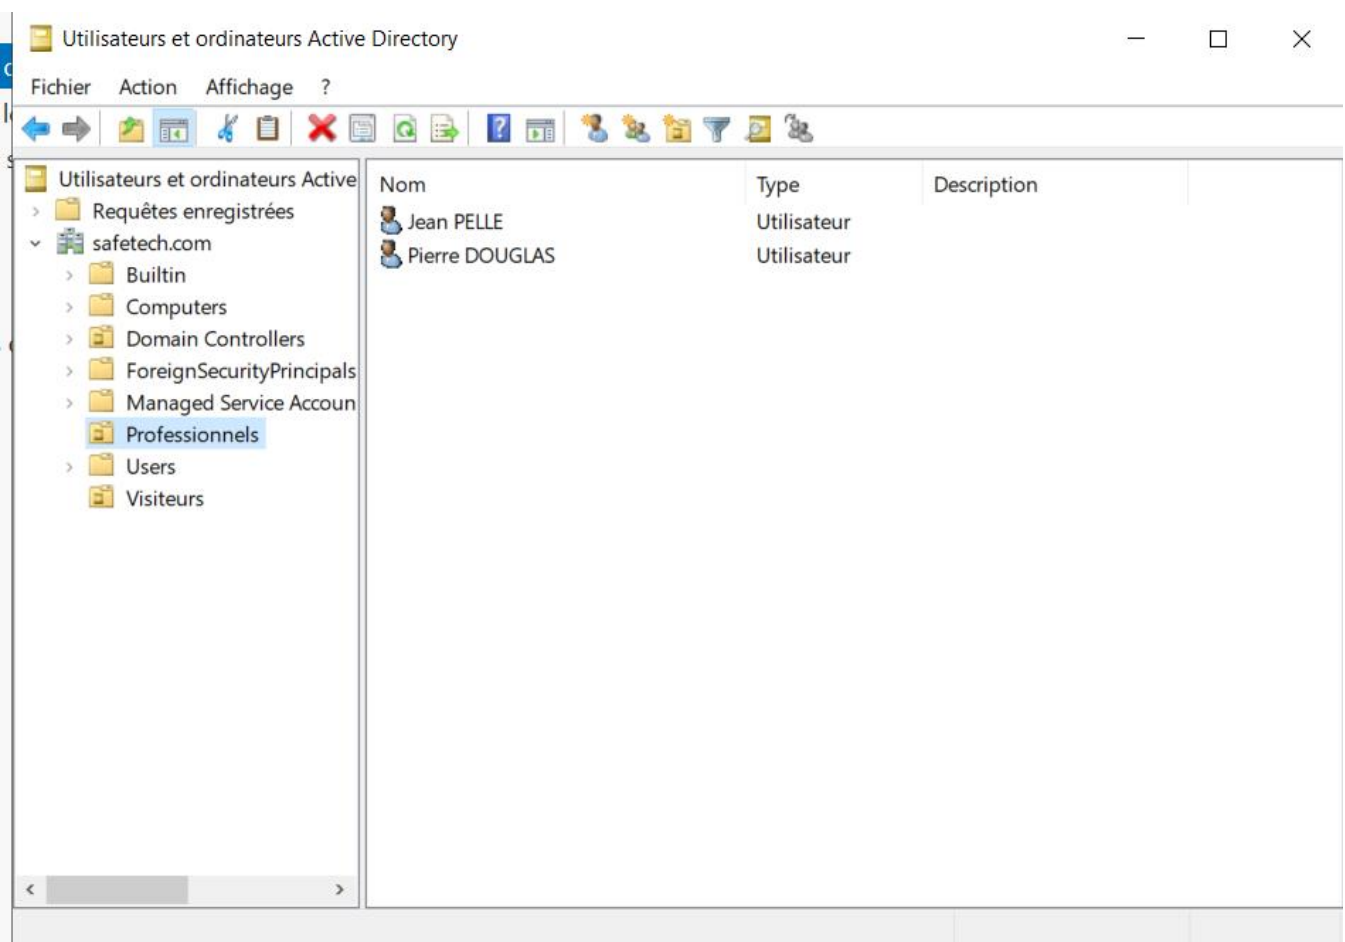 Utilisateurs et ordinateurs Active Directory
Fichier Action Affichage ?
Utilisateurs et ordinateurs Active
Requêtes enregistrées
safetech.com
Builtin
Computers
Domain Controllers
ForeignSecurityPrincipals
Managed Service Accoun
Professionnels
Users
Visiteurs
Nom Type Description
Jean PELLE Utilisateur
Pierre DOUGLAS Utilisateur